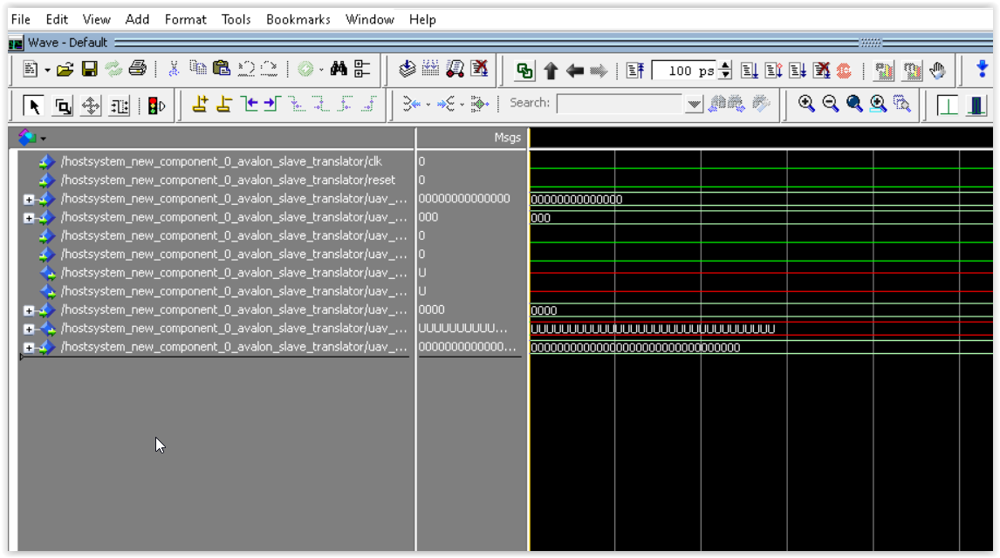 File Edit View Add Format Tools Bookmarks Window Help
Wave - Default
100 ps
Search:
Msgs
/hostsystem_new_component_0_avalon_slave_translator/clk 0
/hostsystem_new_component_0_avalon_slave_translator/reset 0
/hostsystem_new_component_0_avalon_slave_translator/uav_... 00000000000000 00000000000000
/hostsystem_new_component_0_avalon_slave_translator/uav_... 000 000
/hostsystem_new_component_0_avalon_slave_translator/uav_... 0
/hostsystem_new_component_0_avalon_slave_translator/uav_... 0
/hostsystem_new_component_0_avalon_slave_translator/uav_... U
/hostsystem_new_component_0_avalon_slave_translator/uav_... U
/hostsystem_new_component_0_avalon_slave_translator/uav_... 0000 0000
/hostsystem_new_component_0_avalon_slave_translator/uav_... UUUUUUUUUU... UUUUUUUUUUUUUUUUUUUUUUUUUUUUUUUU
/hostsystem_new_component_0_avalon_slave_translator/uav_... 0000000000000... 00000000000000000000000000000000